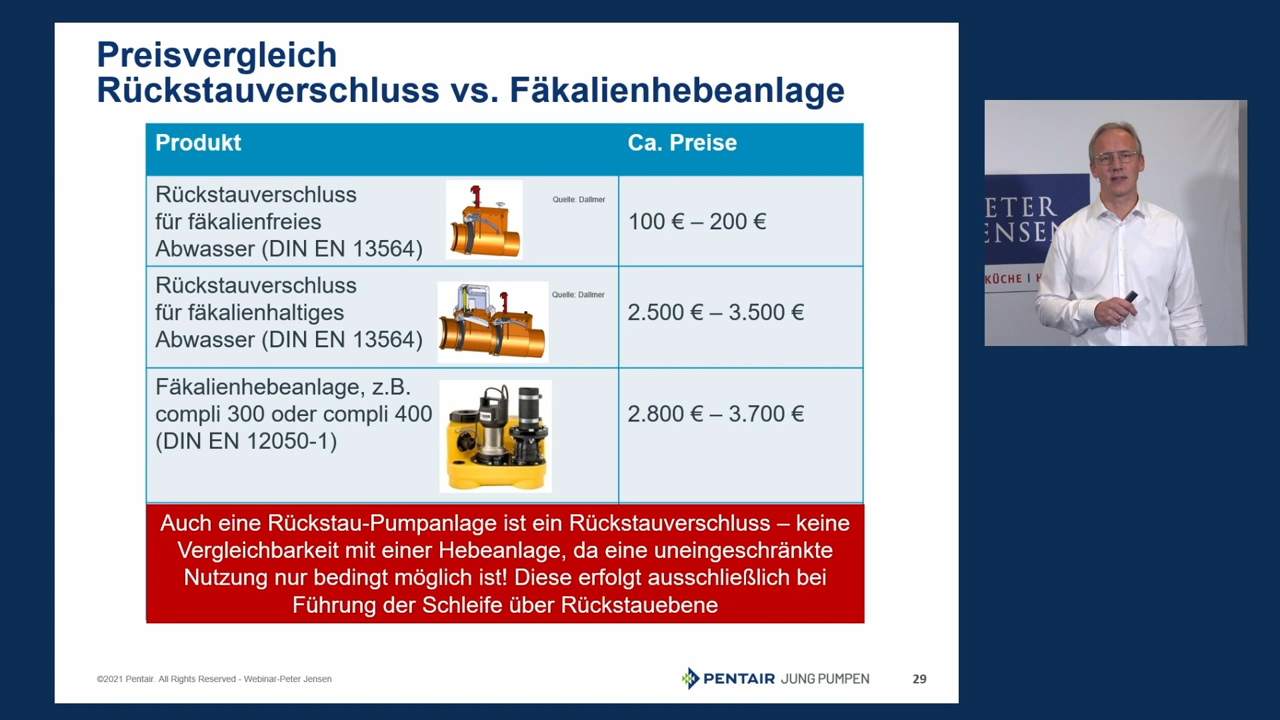 Preisvergleich
Rückstauverschluss vs. Fäkalienhebeanlage
Produkt
Ca. Preise
Rückstauverschluss
für fäkalienfreies
Abwasser (DIN EN 13564)
Quelle: Dallmer
100 € – 200 €
Rückstauverschluss
für fäkalienhaltiges
Abwasser (DIN EN 13564)
Quelle: Dallmer
2.500 € – 3.500 €
Fäkalienhebeanlage, z.B.
compli 300 oder compli 400
(DIN EN 12050-1)
2.800 € – 3.700 €
Auch eine Rückstau-Pumpanlage ist ein Rückstauverschluss – keine
Vergleichbarkeit mit einer Hebeanlage, da eine uneingeschränkte
Nutzung nur bedingt möglich ist! Diese erfolgt ausschließlich bei
Führung der Schleife über Rückstauebene
©2021 Pentair. All Rights Reserved - Webinar-Peter Jensen
PENTAIR JUNG PUMPEN
29
ETER
ENSEN
KÜCHE | H